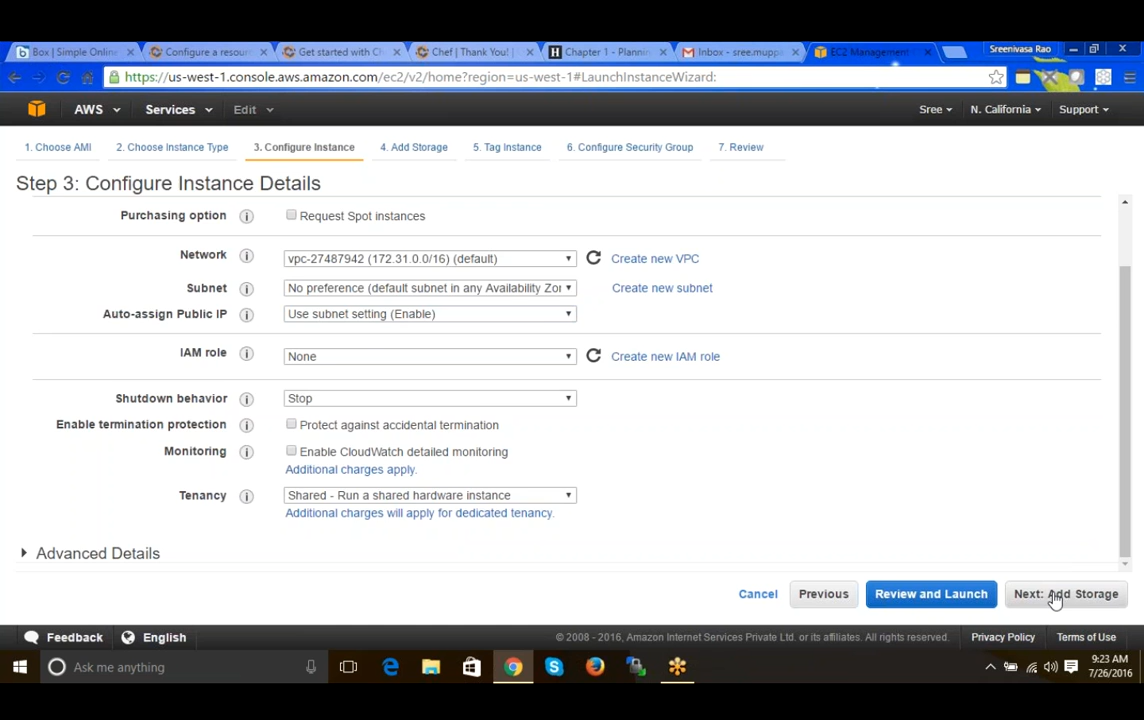 Box | Simple Online
Configure a resour
Get started with Ch
Chef | Thank You! |
Chapter 1 - Plannin
Inbox - sree.muppa
EC2 Management
Sreenivasa Rao
https://us-west-1.console.aws.amazon.com/ec2/v2/home?region=us-west-1#LaunchInstanceWizard:
AWS Services Edit Sree N. California Support
1. Choose AMI 2. Choose Instance Type 3. Configure Instance 4. Add Storage 5. Tag Instance 6. Configure Security Group 7. Review
Step 3: Configure Instance Details
Purchasing option Request Spot instances
Network vpc-27487942 (172.31.0.0/16) (default) Create new VPC
Subnet No preference (default subnet in any Availability Zor Create new subnet
Auto-assign Public IP Use subnet setting (Enable)
IAM role None Create new IAM role
Shutdown behavior Stop
Enable termination protection Protect against accidental termination
Monitoring Enable CloudWatch detailed monitoring
Additional charges apply.
Tenancy Shared - Run a shared hardware instance
Additional charges will apply for dedicated tenancy.
Advanced Details
Cancel Previous Review and Launch Next: Add Storage
Feedback English © 2008 - 2016, Amazon Internet Services Private Ltd. or its affiliates. All rights reserved. Privacy Policy Terms of Use
Ask me anything
9:23 AM
7/26/2016